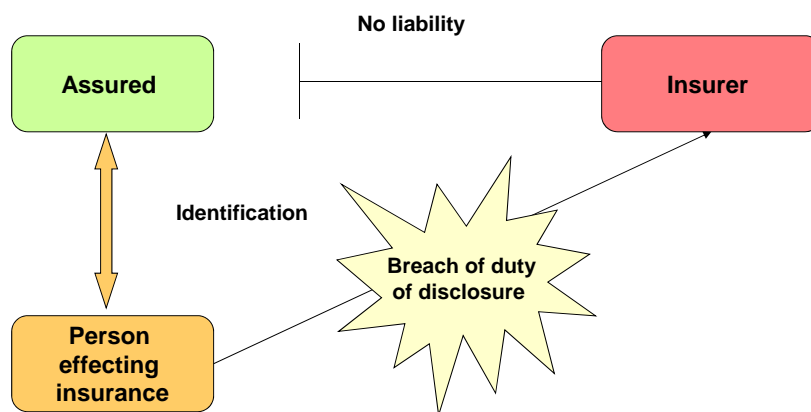 No liability
Assured
Insurer
Identification
Breach of duty
of disclosure
Person
effecting
insurance